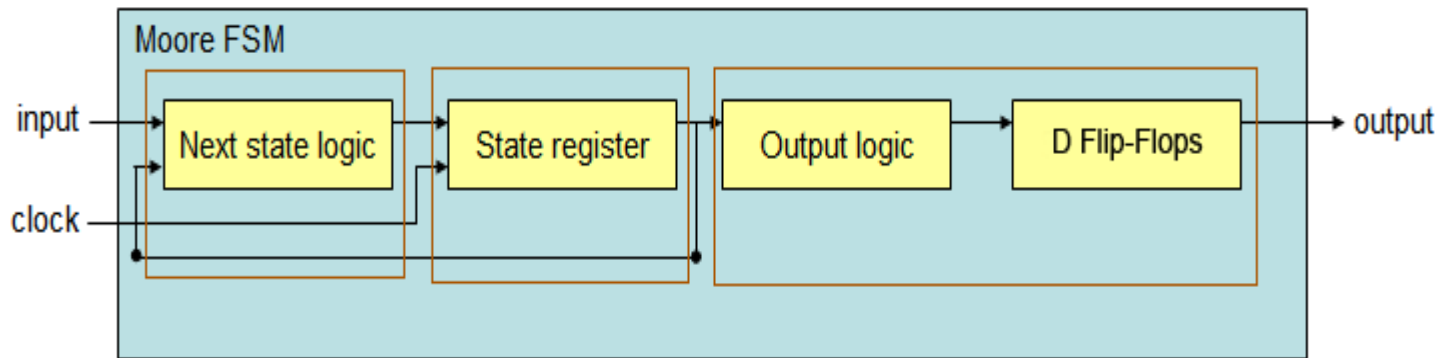 Moore FSM
input
Next state logic
State register
Output logic
D Flip-Flops
output
clock